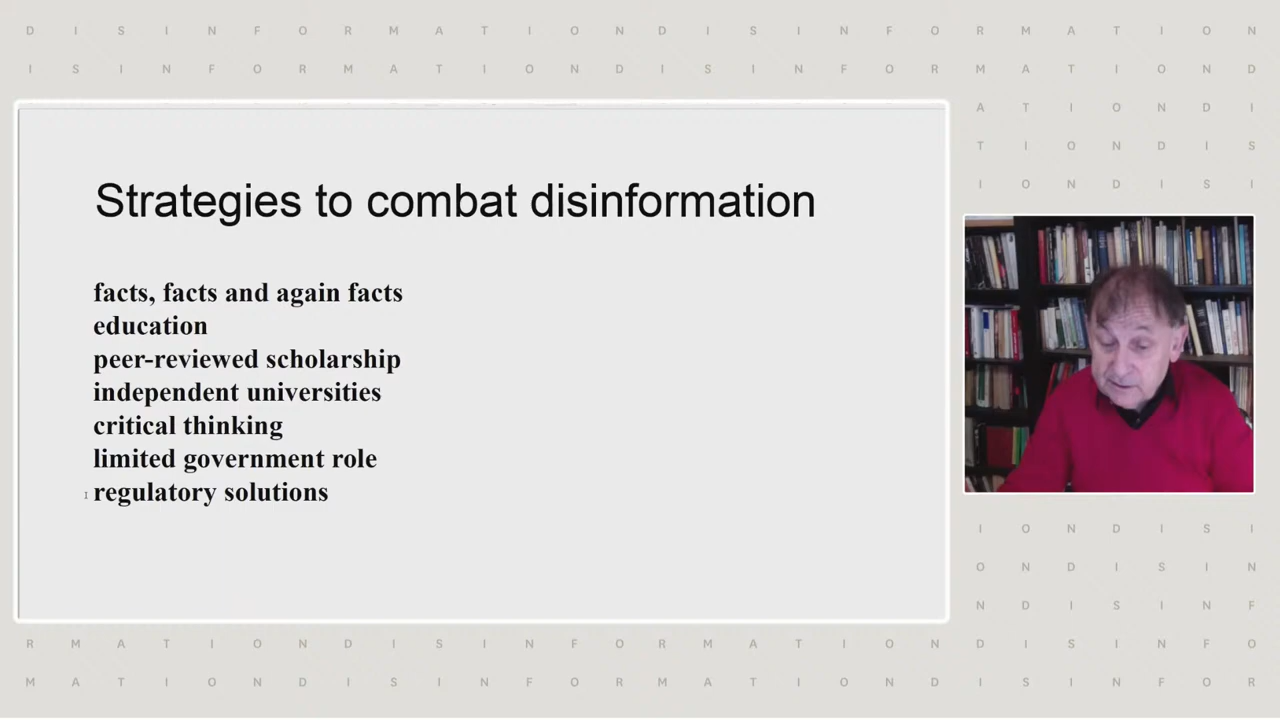 D I S I N F O R M A T I O N D I S I N F O R M A T I O N
I S I N F O R M A T I O N D I S I N F O R M A T I O N D
A T I O N D I
T I O N D I S
I O N D I S I
Strategies to combat disinformation
facts, facts and again facts
education
peer-reviewed scholarship
independent universities
critical thinking
limited government role
regulatory solutions
I O N D I S I
O N D I S I N
N D I S I N F
R M A T I O N D I S I N F O R M A T I O N D I S I N F O
M A T I O N D I S I N F O R M A T I O N D I S I N F O R